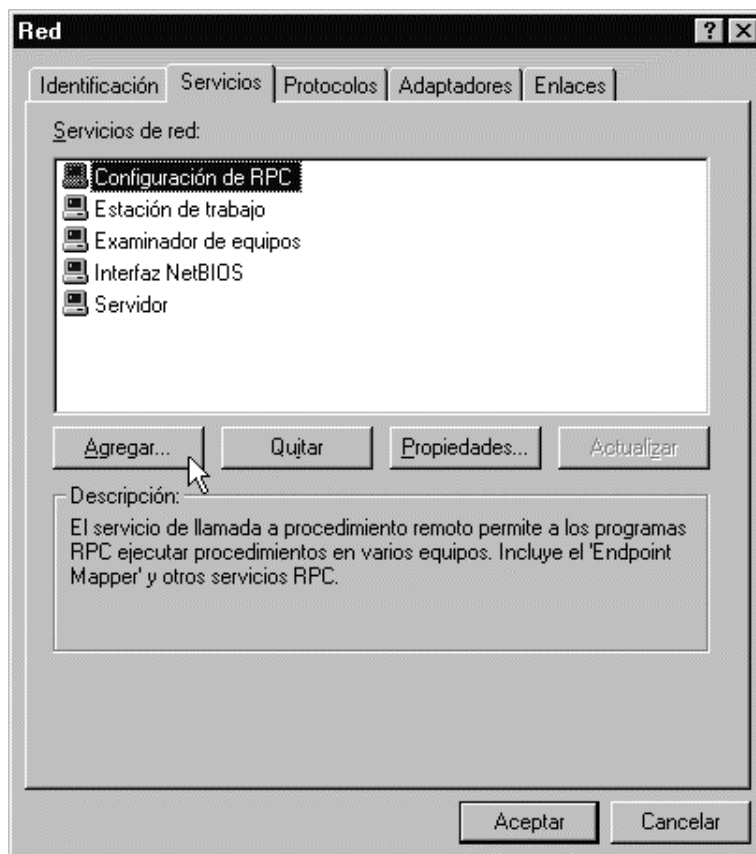 Red
Identificación Servicios Protocolos Adaptadores Enlaces
Servicios de red:
Configuración de RPC
Estación de trabajo
Examinador de equipos
Interfaz NetBIOS
Servidor
Agregar... Quitar Propiedades... Actualizar
Descripción:
El servicio de llamada a procedimiento remoto permite a los programas
RPC ejecutar procedimientos en varios equipos. Incluye el 'Endpoint
Mapper' y otros servicios RPC.
Aceptar Cancelar